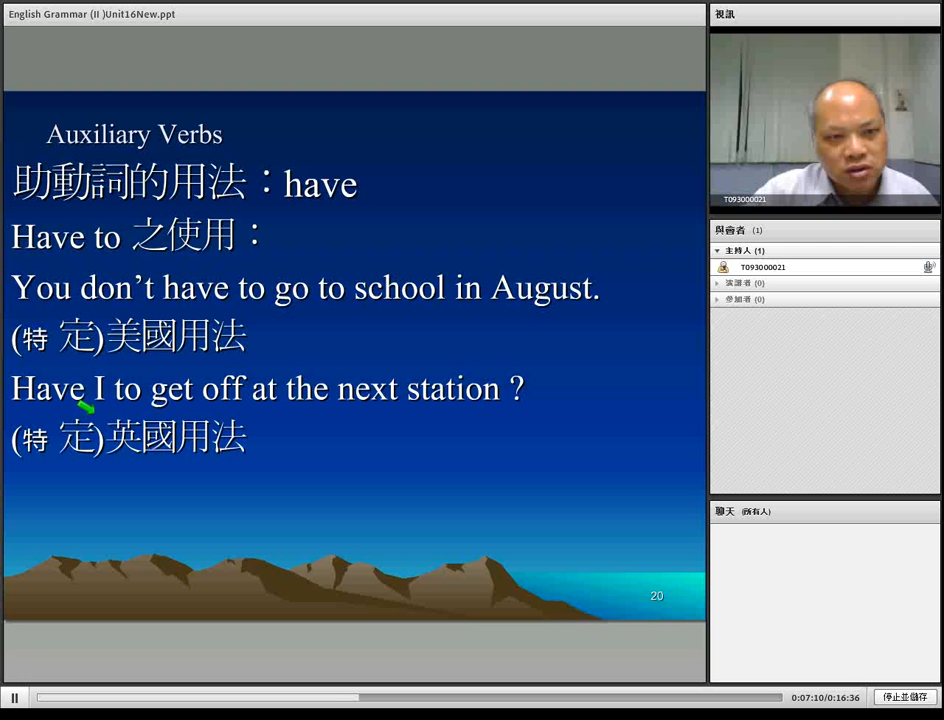 English Grammar (II )Unit16New.ppt
視訊
Auxiliary Verbs
助動詞的用法：have
Have to 之使用：
You don’t have to go to school in August.
(特 定)美國用法
Have I to get off at the next station ?
(特 定)英國用法
20
T093000021
與會者 (1)
主持人 (1)
T093000021
演講者 (0)
參加者 (0)
聊天 (所有人)
0:07:10/0:16:36
停止並儲存